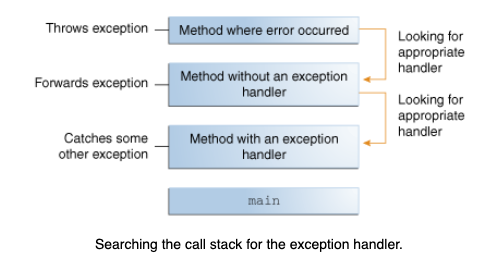 Throws exception
Method where error occurred
Looking for
appropriate
handler
Forwards exception
Method without an exception
handler
Looking for
appropriate
handler
Catches some
other exception
Method with an exception
handler
main
Searching the call stack for the exception handler.